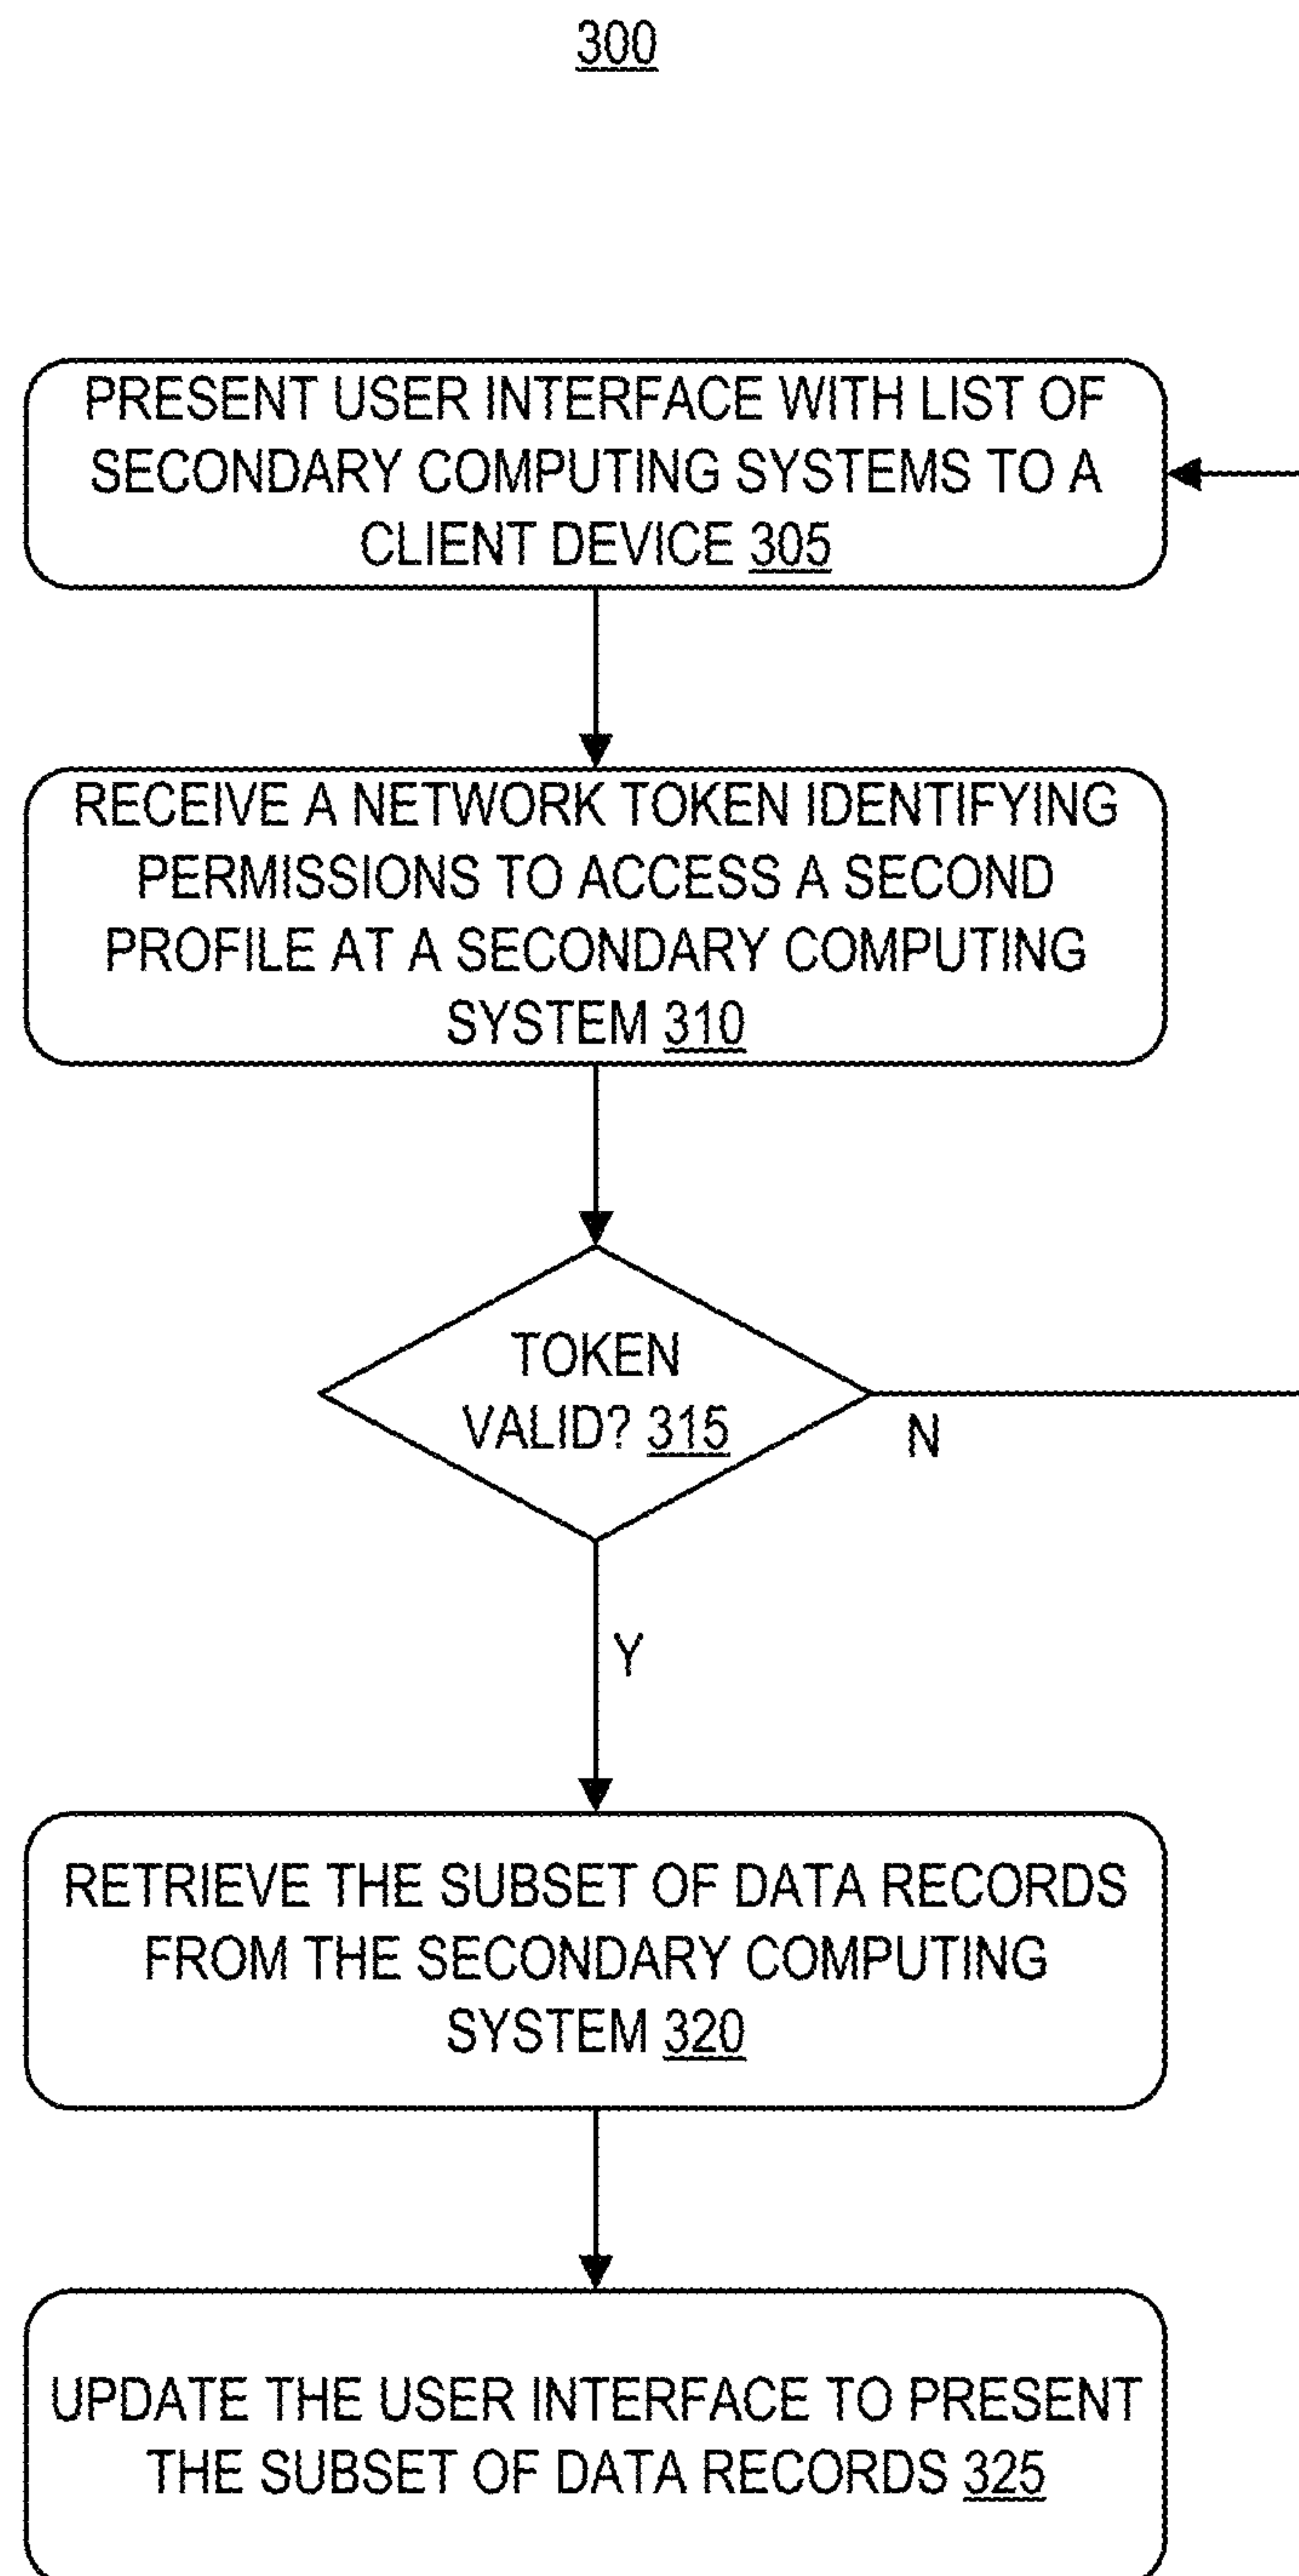 300
PRESENT USER INTERFACE WITH LIST OF
SECONDARY COMPUTING SYSTEMS TO A
CLIENT DEVICE 305
RECEIVE A NETWORK TOKEN IDENTIFYING
PERMISSIONS TO ACCESS A SECOND
PROFILE AT A SECONDARY COMPUTING
SYSTEM 310
TOKEN
VALID? 315
N
Y
RETRIEVE THE SUBSET OF DATA RECORDS
FROM THE SECONDARY COMPUTING
SYSTEM 320
UPDATE THE USER INTERFACE TO PRESENT
THE SUBSET OF DATA RECORDS 325